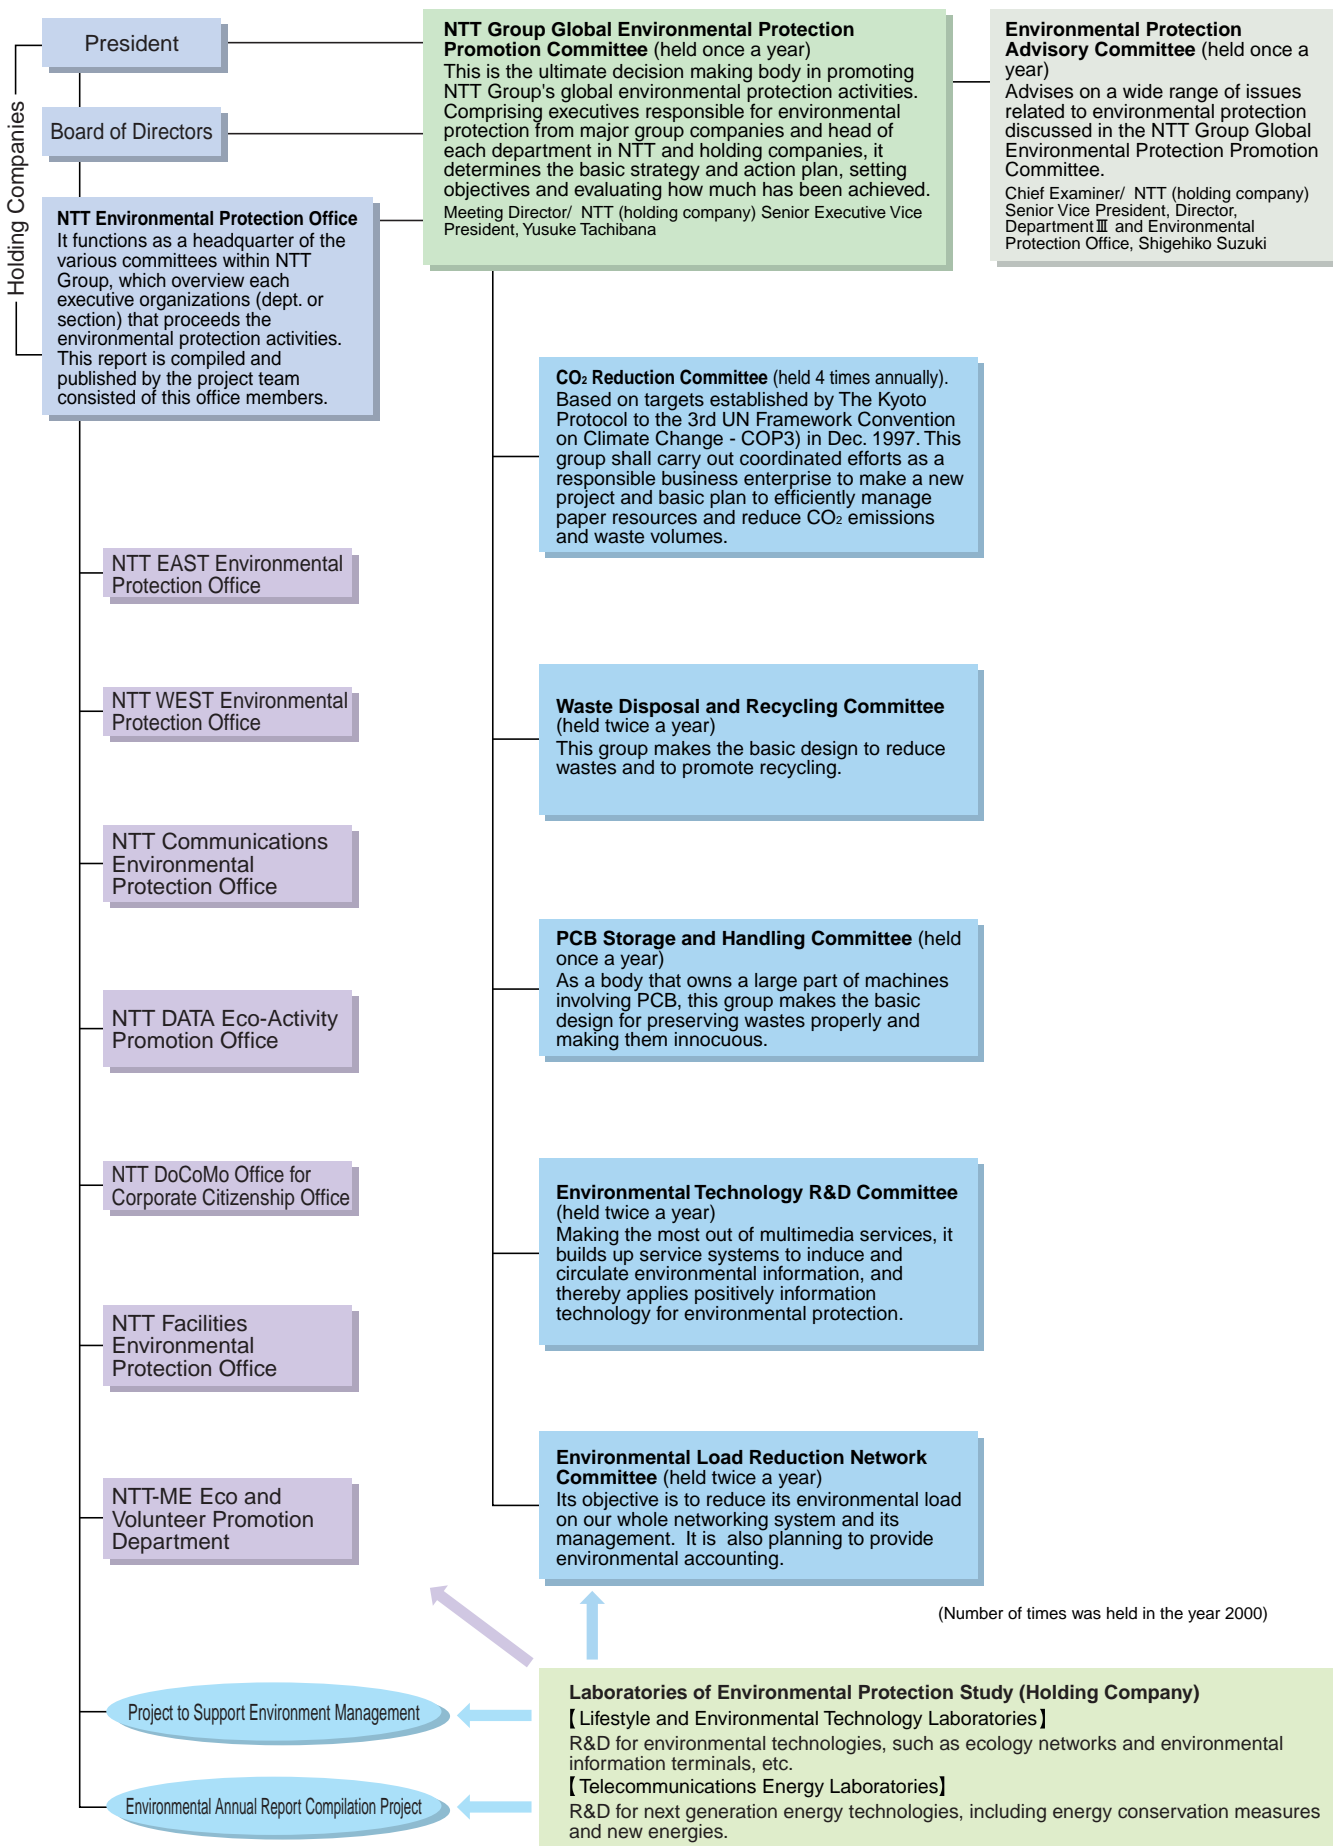 Holding Companies
President
Board of Directors
NTT Environmental Protection Office
It functions as a headquarter of the
various committees within NTT
Group, which overview each
executive organizations (dept. or
section) that proceeds the
environmental protection activities.
This report is compiled and
published by the project team
consisted of this office members.
NTT Group Global Environmental Protection
Promotion Committee (held once a year)
This is the ultimate decision making body in promoting
NTT Group's global environmental protection activities.
Comprising executives responsible for environmental
protection from major group companies and head of
each department in NTT and holding companies, it
determines the basic strategy and action plan, setting
objectives and evaluating how much has been achieved.
Meeting Director/ NTT (holding company) Senior Executive Vice
President, Yusuke Tachibana
Environmental Protection
Advisory Committee (held once a
year)
Advises on a wide range of issues
related to environmental protection
discussed in the NTT Group Global
Environmental Protection Promotion
Committee.
Chief Examiner/ NTT (holding company)
Senior Vice President, Director,
Department Ⅲ and Environmental
Protection Office, Shigehiko Suzuki
NTT EAST Environmental
Protection Office
NTT WEST Environmental
Protection Office
NTT Communications
Environmental
Protection Office
NTT DATA Eco-Activity
Promotion Office
NTT DoCoMo Office for
Corporate Citizenship Office
NTT Facilities
Environmental
Protection Office
NTT-ME Eco and
Volunteer Promotion
Department
CO₂ Reduction Committee (held 4 times annually).
Based on targets established by The Kyoto
Protocol to the 3rd UN Framework Convention
on Climate Change - COP3) in Dec. 1997. This
group shall carry out coordinated efforts as a
responsible business enterprise to make a new
project and basic plan to efficiently manage
paper resources and reduce CO₂ emissions
and waste volumes.
Waste Disposal and Recycling Committee
(held twice a year)
This group makes the basic design to reduce
wastes and to promote recycling.
PCB Storage and Handling Committee (held
once a year)
As a body that owns a large part of machines
involving PCB, this group makes the basic
design for preserving wastes properly and
making them innocuous.
Environmental Technology R&D Committee
(held twice a year)
Making the most out of multimedia services, it
builds up service systems to induce and
circulate environmental information, and
thereby applies positively information
technology for environmental protection.
Environmental Load Reduction Network
Committee (held twice a year)
Its objective is to reduce its environmental load
on our whole networking system and its
management. It is also planning to provide
environmental accounting.
(Number of times was held in the year 2000)
Project to Support Environment Management
Environmental Annual Report Compilation Project
Laboratories of Environmental Protection Study (Holding Company)
【Lifestyle and Environmental Technology Laboratories】
R&D for environmental technologies, such as ecology networks and environmental
information terminals, etc.
【Telecommunications Energy Laboratories】
R&D for next generation energy technologies, including energy conservation measures
and new energies.